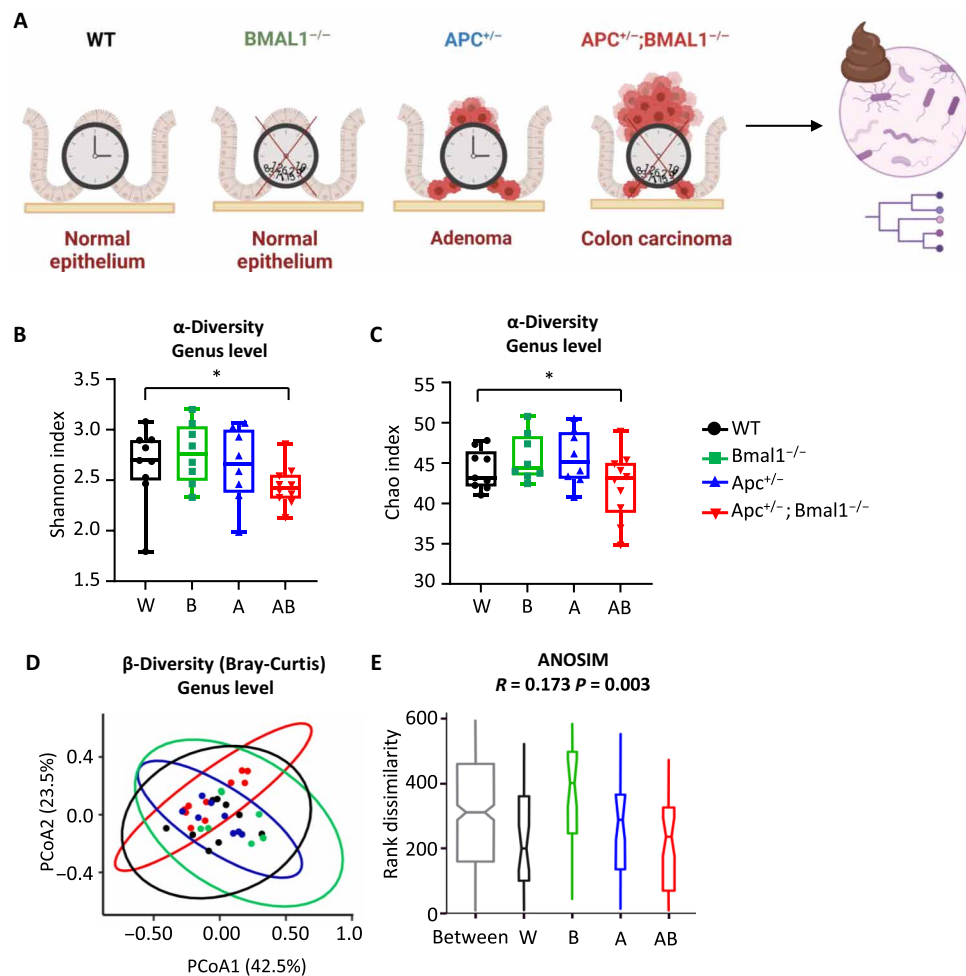 A
WT
BMAL1⁻/⁻
APC⁺/⁻
APC⁺/⁻;BMAL1⁻/⁻
Normal
epithelium
Normal
epithelium
Adenoma
Colon carcinoma
B
α-Diversity
Genus level
*
Shannon index
3.5
3.0
2.5
2.0
1.5
W
B
A
AB
C
α-Diversity
Genus level
*
Chao index
55
50
45
40
35
30
W
B
A
AB
WT
Bmal1⁻/⁻
Apc⁺/⁻
Apc⁺/⁻; Bmal1⁻/⁻
D
β-Diversity (Bray-Curtis)
Genus level
PCoA2 (23.5%)
0.4
0.0
−0.4
−0.50
0.00
0.50
1.0
PCoA1 (42.5%)
E
ANOSIM
R = 0.173 P = 0.003
Rank dissimilarity
600
400
200
0
Between
W
B
A
AB